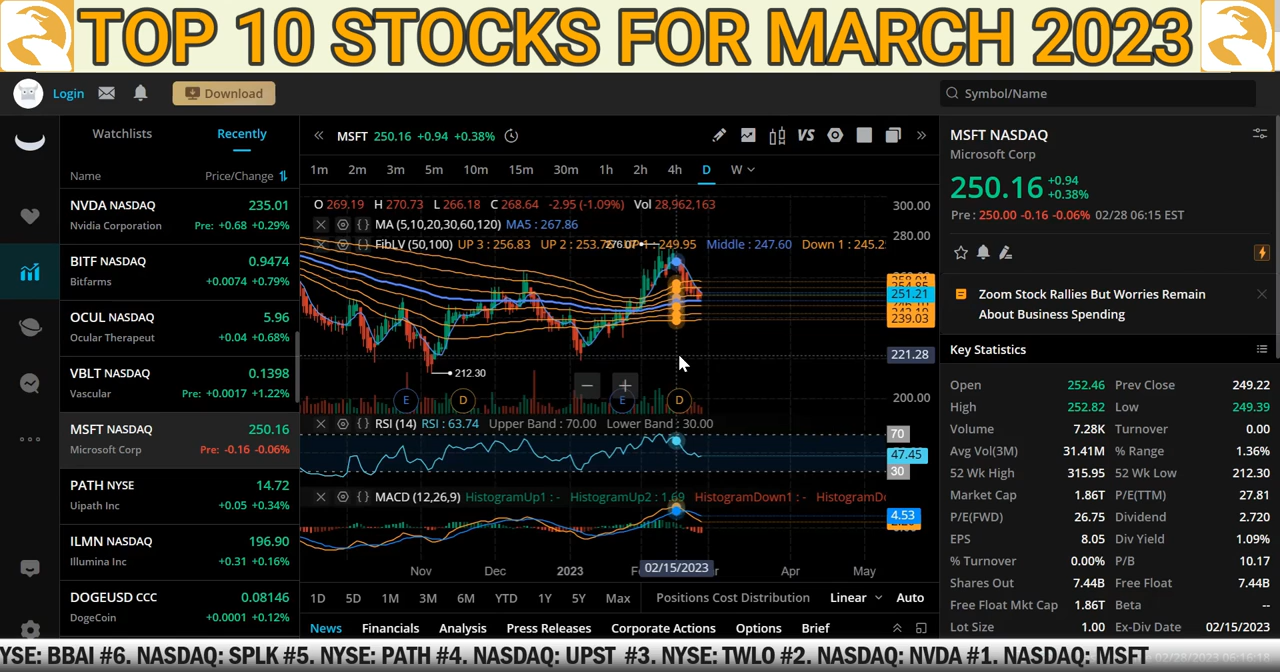 TOP 10 STOCKS FOR MARCH 2023
Login
Download
Symbol/Name
Watchlists Recently
Name Price/Change
NVDA NASDAQ 235.01
Nvidia Corporation Pre: +0.68 +0.29%
BITF NASDAQ 0.9474
Bitfarms +0.0074 +0.79%
OCUL NASDAQ 5.96
Ocular Therapeut +0.04 +0.68%
VBLT NASDAQ 0.1398
Vascular Pre: +0.0017 +1.22%
MSFT NASDAQ 250.16
Microsoft Corp Pre: -0.16 -0.06%
PATH NYSE 14.72
Uipath Inc +0.05 +0.34%
ILMN NASDAQ 196.90
Illumina Inc +0.31 +0.16%
DOGEUSD CCC 0.08146
DogeCoin +0.0001 +0.12%
MSFT 250.16 +0.94 +0.38%
VS
1m 2m 3m 5m 10m 15m 30m 1h 2h 4h D W
O 269.19 H 270.73 L 266.18 C 268.64 -2.95 (-1.09%) Vol 28,962,163
MA (5,10,20,30,60,120) MA5 : 267.86
FibLV (50,100) UP 3 : 256.83 UP 2 : 253.7 249.95 Middle : 247.60 Down 1 : 245.2
300.00
280.00
251.21
239.03
221.28
212.30
200.00
E D E D
RSI (14) RSI : 63.74 Upper Band : 70.00 Lower Band : 30.00
70
47.45
30
MACD (12,26,9) HistogramUp1 : - HistogramUp2 : 1.69 HistogramDown1 : - HistogramDo
4.53
Nov Dec 2023 02/15/2023 Apr May
1D 5D 1M 3M 6M YTD 1Y 5Y Max Positions Cost Distribution Linear Auto
News Financials Analysis Press Releases Corporate Actions Options Brief
MSFT NASDAQ
Microsoft Corp
250.16 +0.94
+0.38%
Pre : 250.00 -0.16 -0.06% 02/28 06:15 EST
Zoom Stock Rallies But Worries Remain
About Business Spending
Key Statistics
Open 252.46 Prev Close 249.22
High 252.82 Low 249.39
Volume 7.28K Turnover 0.00
Avg Vol(3M) 31.41M % Range 1.36%
52 Wk High 315.95 52 Wk Low 212.30
Market Cap 1.86T P/E(TTM) 27.81
P/E(FWD) 26.75 Dividend 2.720
EPS 8.05 Div Yield 1.09%
% Turnover 0.00% P/B 10.17
Shares Out 7.44B Free Float 7.44B
Free Float Mkt Cap 1.86T Beta --
Lot Size 1.00 Ex-Div Date 02/15/2023
YSE: BBAI #6. NASDAQ: SPLK #5. NYSE: PATH #4. NASDAQ: UPST #3. NYSE: TWLO #2. NASDAQ: NVDA #1. NASDAQ: MSFT